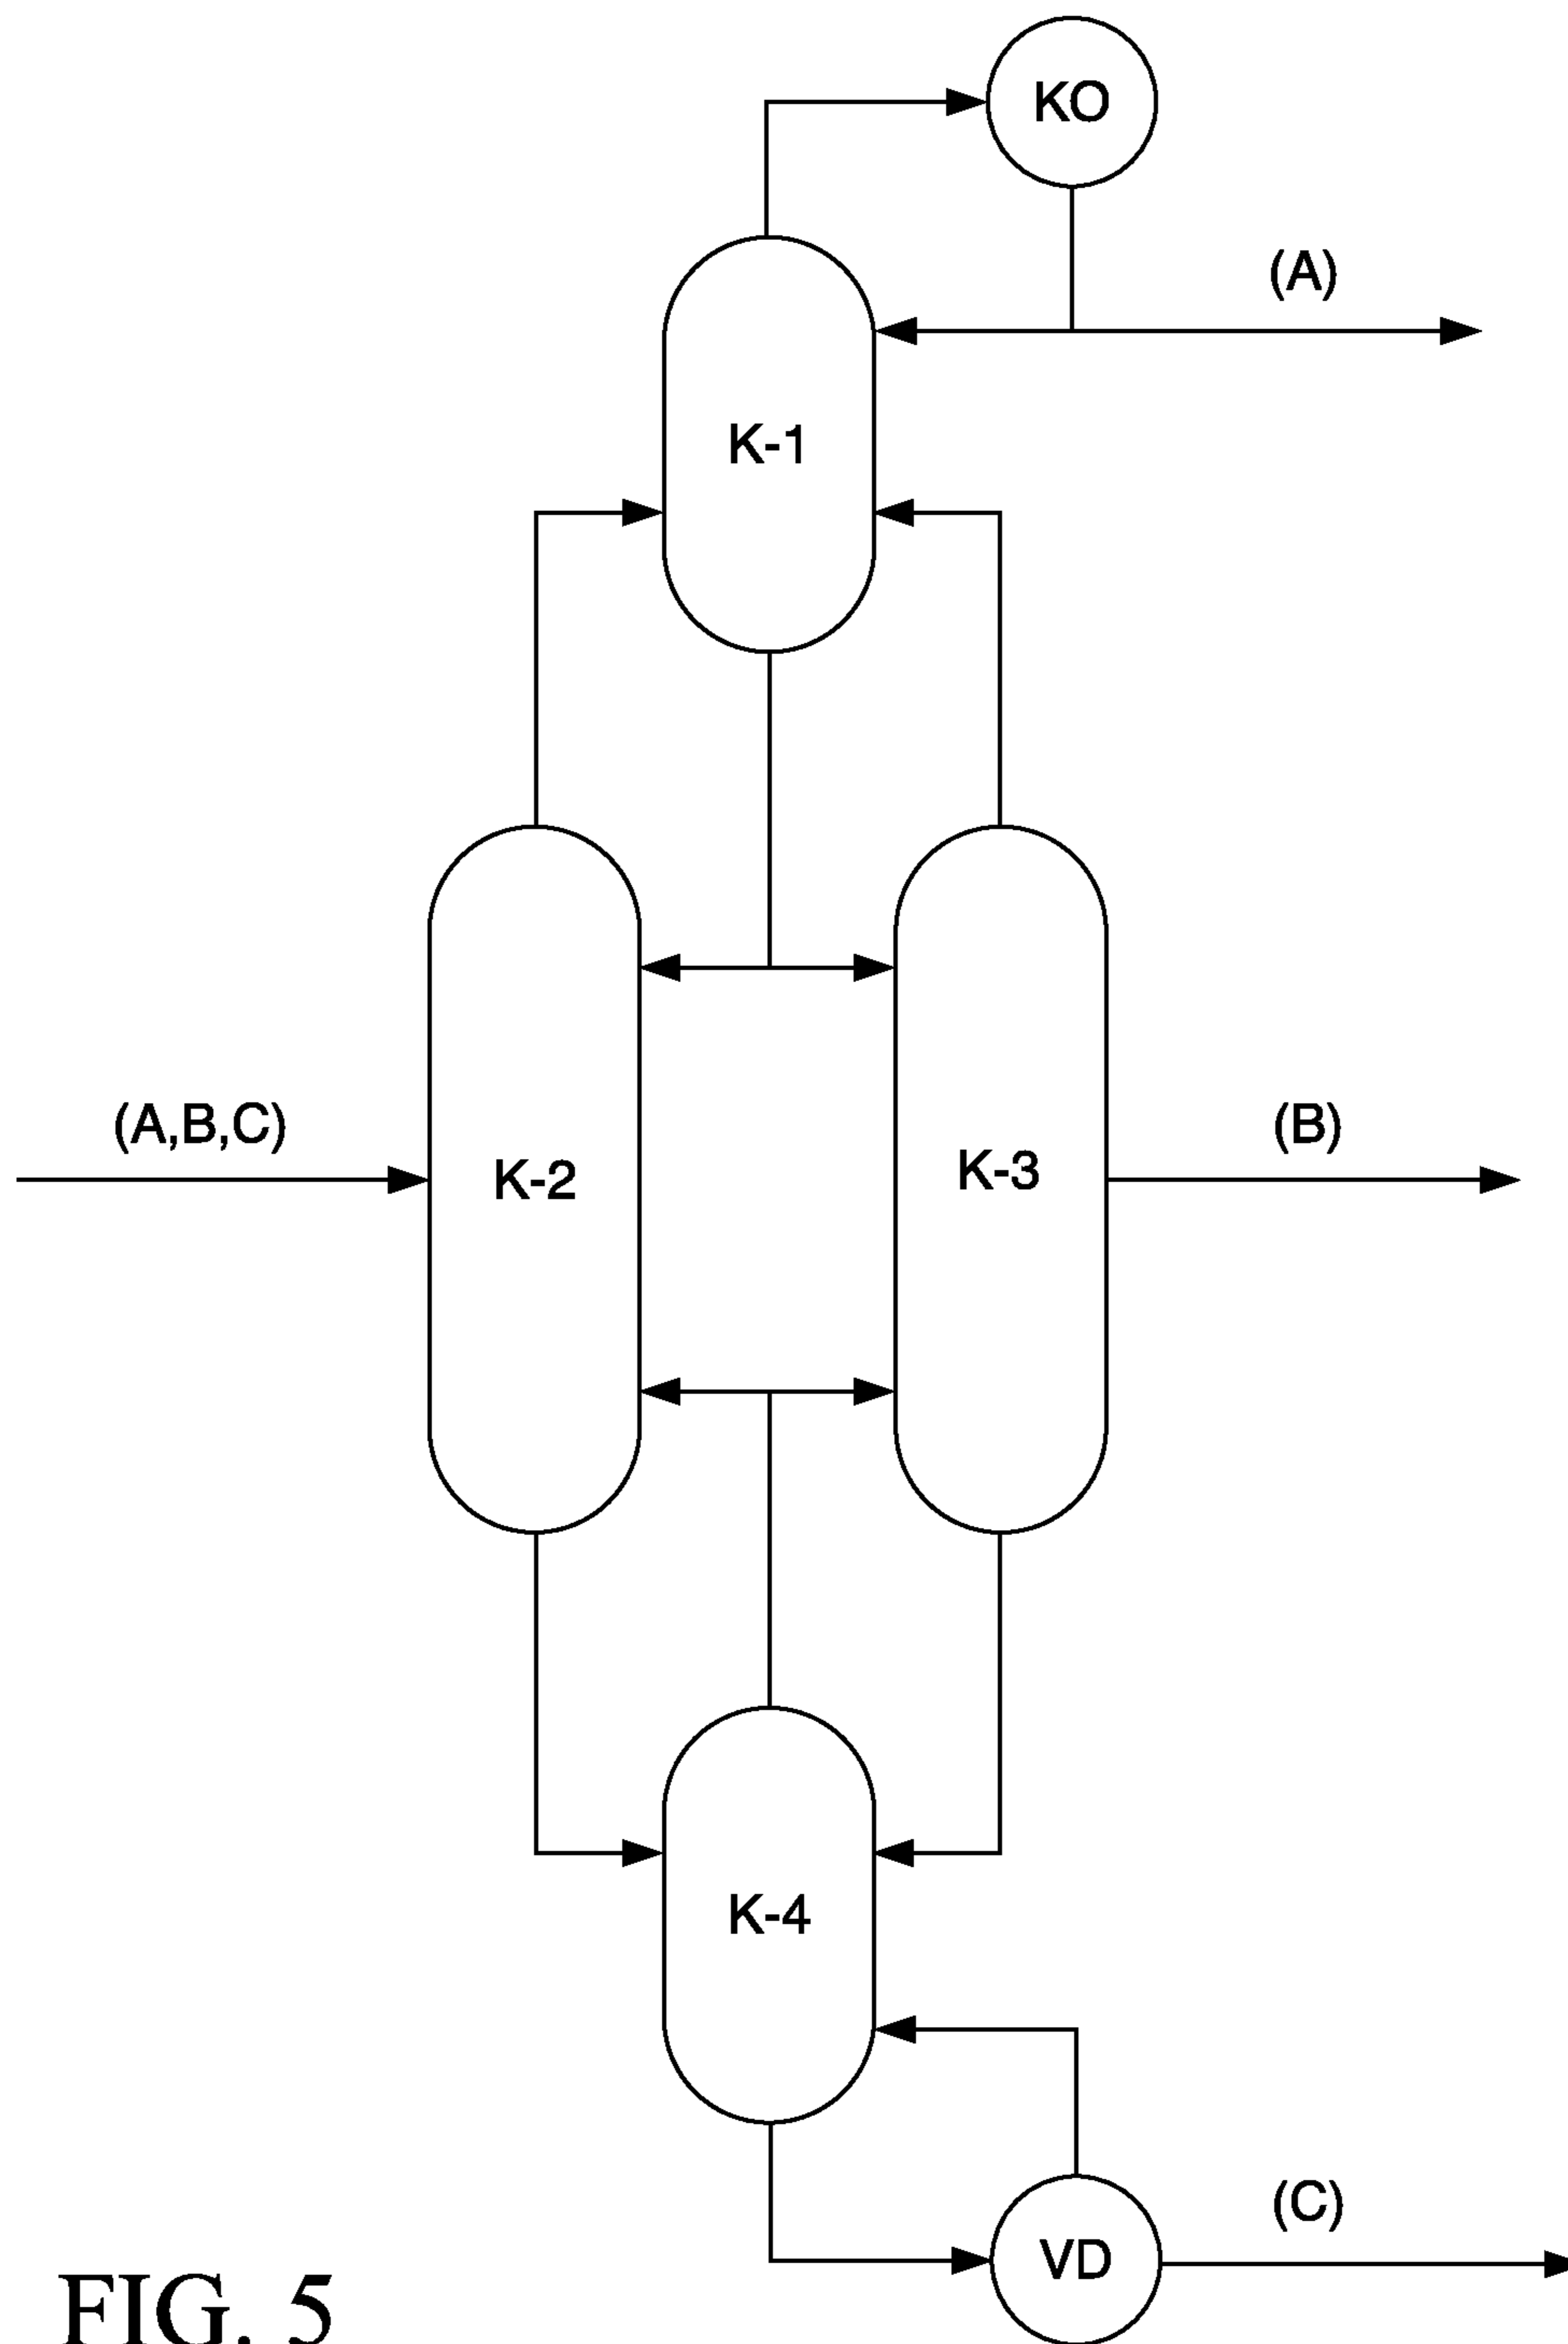 KO
(A)
K-1
(A,B,C)
(B)
K-2
K-3
K-4
(C)
VD
FIG. 5